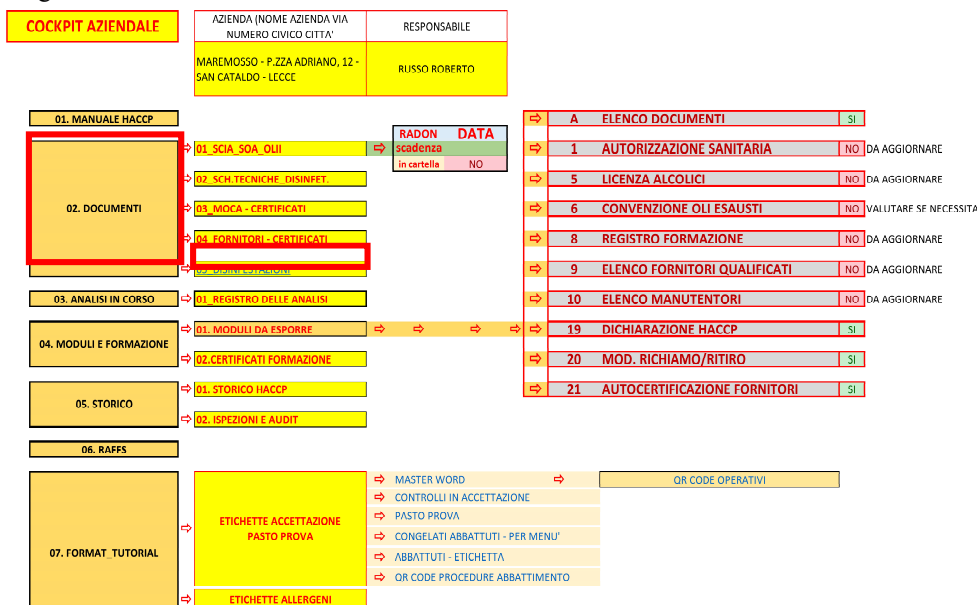 COCKPIT AZIENDALE
AZIENDA (NOME AZIENDA VIA
NUMERO CIVICO CITTA'
RESPONSABILE
MAREMOSSO - P.ZZA ADRIANO, 12 -
SAN CATALDO - LECCE
RUSSO ROBERTO
01. MANUALE HACCP
02. DOCUMENTI
01_SCIA_SOA_OLII
02_SCH.TECNICHE_DISINFET.
03_MOCA - CERTIFICATI
04_FORNITORI - CERTIFICATI
05_DISINFESTAZIONI
RADON DATA
scadenza
in cartella NO
03. ANALISI IN CORSO
01_REGISTRO DELLE ANALISI
04. MODULI E FORMAZIONE
01. MODULI DA ESPORRE
02.CERTIFICATI FORMAZIONE
05. STORICO
01. STORICO HACCP
02. ISPEZIONI E AUDIT
06. RAFFS
A ELENCO DOCUMENTI SI
1 AUTORIZZAZIONE SANITARIA NO DA AGGIORNARE
5 LICENZA ALCOLICI NO DA AGGIORNARE
6 CONVENZIONE OLI ESAUSTI NO VALUTARE SE NECESSITA
8 REGISTRO FORMAZIONE NO DA AGGIORNARE
9 ELENCO FORNITORI QUALIFICATI NO DA AGGIORNARE
10 ELENCO MANUTENTORI NO DA AGGIORNARE
19 DICHIARAZIONE HACCP SI
20 MOD. RICHIAMO/RITIRO SI
21 AUTOCERTIFICAZIONE FORNITORI SI
07. FORMAT_TUTORIAL
ETICHETTE ACCETTAZIONE
PASTO PROVA
MASTER WORD
QR CODE OPERATIVI
CONTROLLI IN ACCETTAZIONE
PASTO PROVA
CONGELATI ABBATTUTI - PER MENU'
ABBATTUTI - ETICHETTA
QR CODE PROCEDURE ABBATTIMENTO
ETICHETTE ALLERGENI